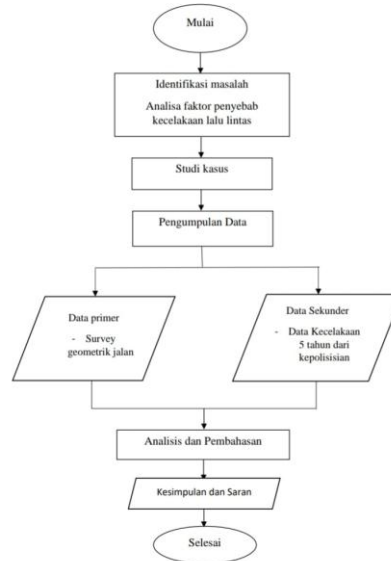 Mulai
Identifikasi masalah
Analisa faktor penyebab
kecelakaan lalu lintas
Studi kasus
Pengumpulan Data
Data primer
- Survey
geometrik jalan
Data Sekunder
- Data Kecelakaan
5 tahun dari
kepolisisian
Analisis dan Pembahasan
Kesimpulan dan Saran
Selesai